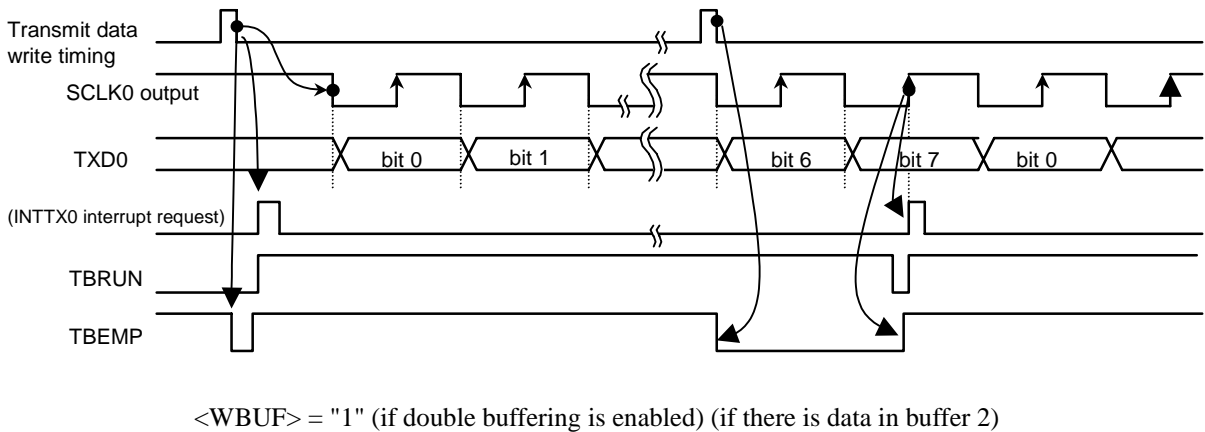 Transmit data
write timing
SCLK0 output
TXD0
bit 0
bit 1
bit 6
bit 7
bit 0
(INTTX0 interrupt request)
TBRUN
TBEMP
<WBUF> = "1" (if double buffering is enabled) (if there is data in buffer 2)